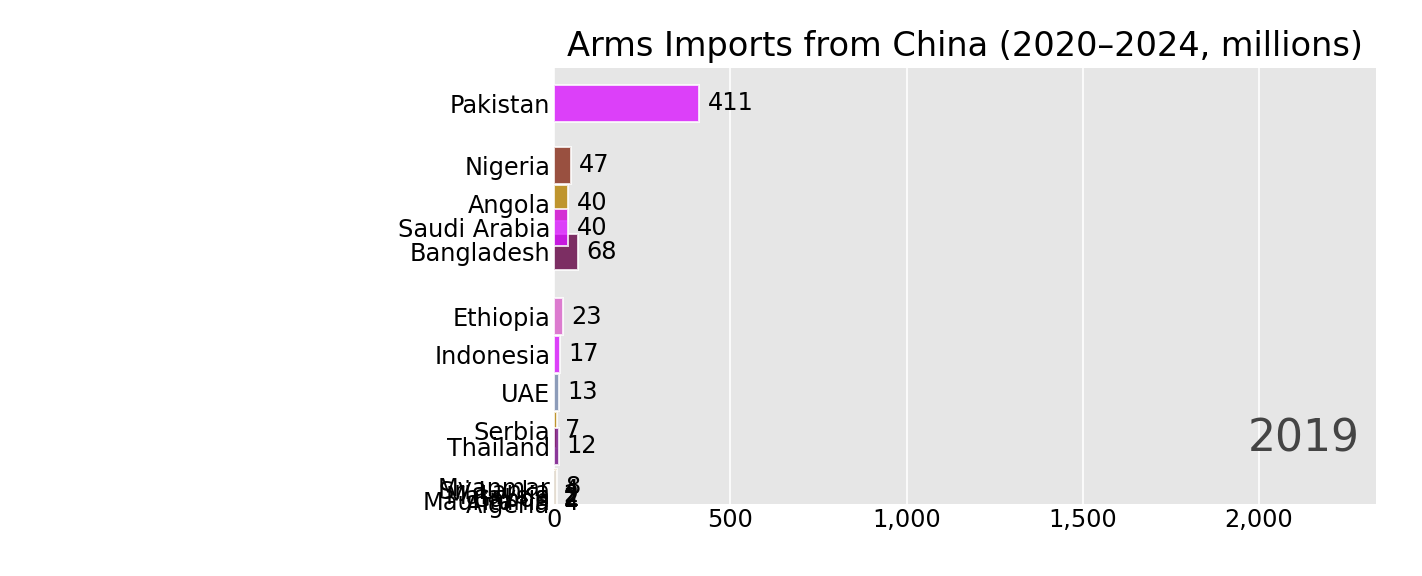 Arms Imports from China (2020–2024, millions)
Pakistan 411
Nigeria 47
Angola 40
Saudi Arabia 40
Bangladesh 68
Ethiopia 23
Indonesia 17
UAE 13
Serbia 7
Thailand 12
Myanmar 8
Algeria
2019
0 500 1,000 1,500 2,000